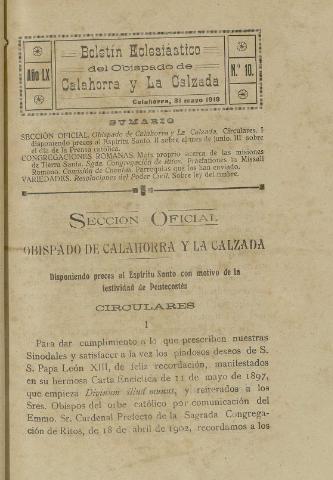 Boletín Eclesiástico
del Obispado de
Año LX
Calahorra y La Calzada
N.º 10.
Calahorra, 31 mayo 1919
SUMARIO
SECCIÓN OFICIAL. Obispado de Calahorra y La Calzada. Circulares. I
disponiendo preces al Espíritu Santo. II sobre el mes de junio. III sobre
el día de la Prensa católica.
CONGREGACIONES ROMANAS. Motu proprio acerca de las misiones
de Tierra Santa. Sgda. Congregación de Ritos. Præfationes in Missali
Romano. Comisión de Cuentas. Parroquias que las han enviado.
VARIEDADES. Resoluciones del Poder Civil. Sobre ley del timbre.
SECCIÓN OFICIAL
OBISPADO DE CALAHORRA Y LA CALZADA
Disponiendo preces al Espíritu Santo con motivo de la
festividad de Pentecostés
CIRCULARES
I
Para dar cumplimiento a lo que prescriben nuestras
Sinodales y satisfacer a la vez los piadosos deseos de S.
S. Papa León XIII, de feliz recordación, manifestados
en su hermosa Carta Encíclica de 11 de mayo de 1897,
que empieza Divinum illud munus, y reiterados a los
Sres. Obispos del orbe católico por comunicación del
Emmo. Sr. Cardenal Prefecto de la Sagrada Congrega-
ción de Ritos, de 18 de abril de 1902, recordamos a los